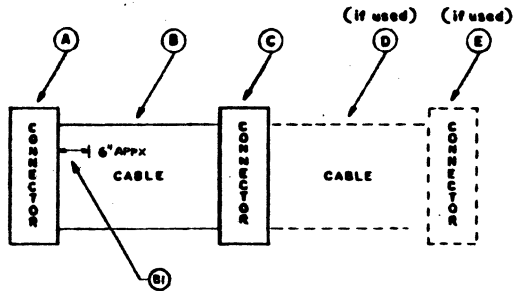 (if used) (if used)
A B C D E
CONNECTOR
6" APPX
CABLE
CONNECTOR
CABLE
CONNECTOR
B1